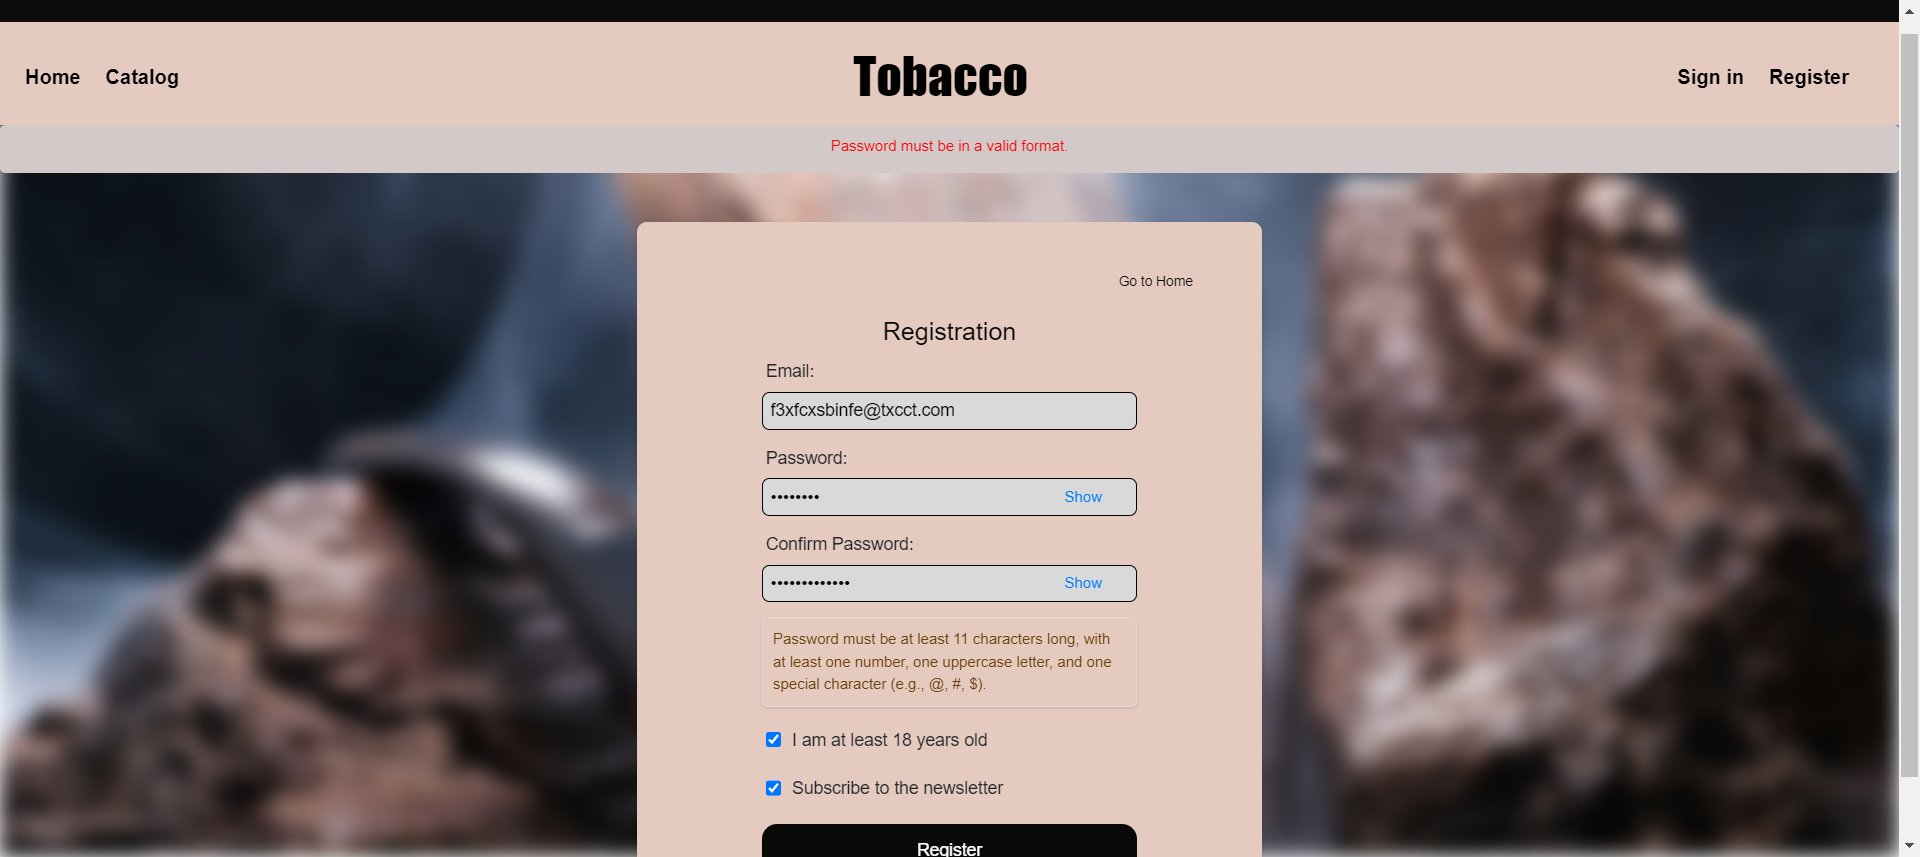 Home Catalog Tobacco Sign in Register
Password must be in a valid format.
Go to Home
Registration
Email:
f3xfcxsbinfe@txcct.com
Password:
•••••••• Show
Confirm Password:
••••••••••••• Show
Password must be at least 11 characters long, with
at least one number, one uppercase letter, and one
special character (e.g., @, #, $).
I am at least 18 years old
Subscribe to the newsletter
Register